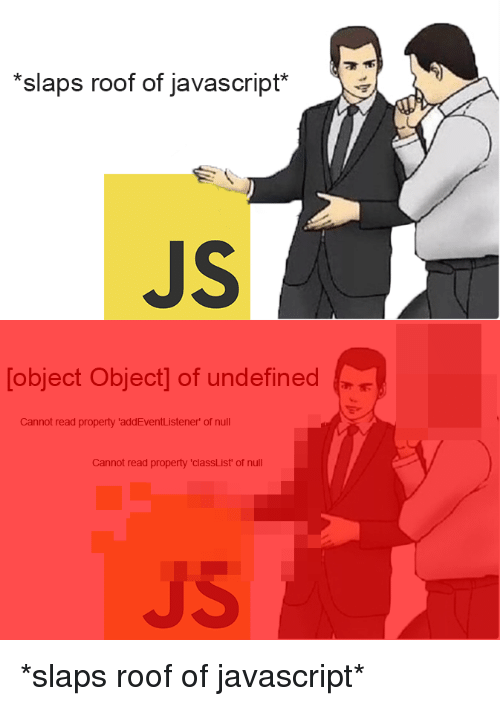 *slaps roof of javascript*
JS
[object Object] of undefined
Cannot read property 'addEventListener' of null
Cannot read property 'classList' of null
JS
*slaps roof of javascript*